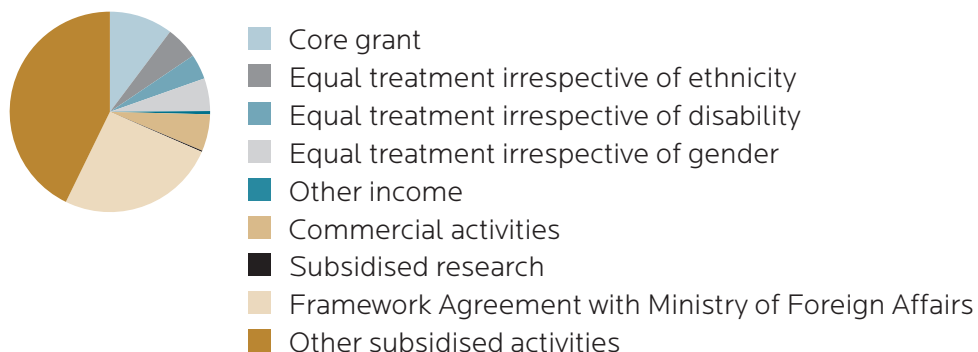 Core grant
Equal treatment irrespective of ethnicity
Equal treatment irrespective of disability
Equal treatment irrespective of gender
Other income
Commercial activities
Subsidised research
Framework Agreement with Ministry of Foreign Affairs
Other subsidised activities